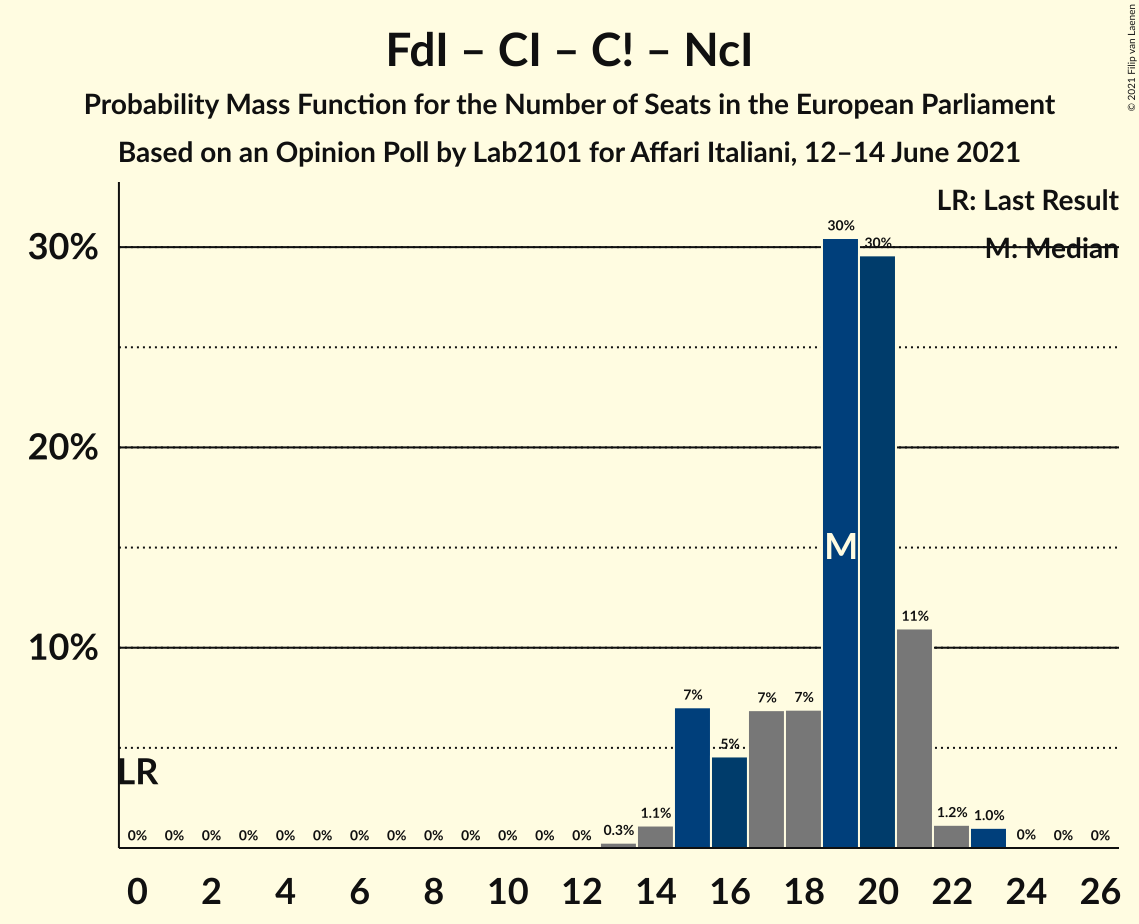 FdI – CI – C! – NcI
Probability Mass Function for the Number of Seats in the European Parliament
Based on an Opinion Poll by Lab2101 for Affari Italiani, 12–14 June 2021
© 2021 Filip van Laenen
LR: Last Result
M: Median
30%
20%
10%
30%
30%
M
11%
7%
5%
7%
7%
LR
0% 0% 0% 0% 0% 0% 0% 0% 0% 0% 0% 0% 0% 0.3% 1.1% 1.2% 1.0% 0% 0% 0%
0 2 4 6 8 10 12 14 16 18 20 22 24 26